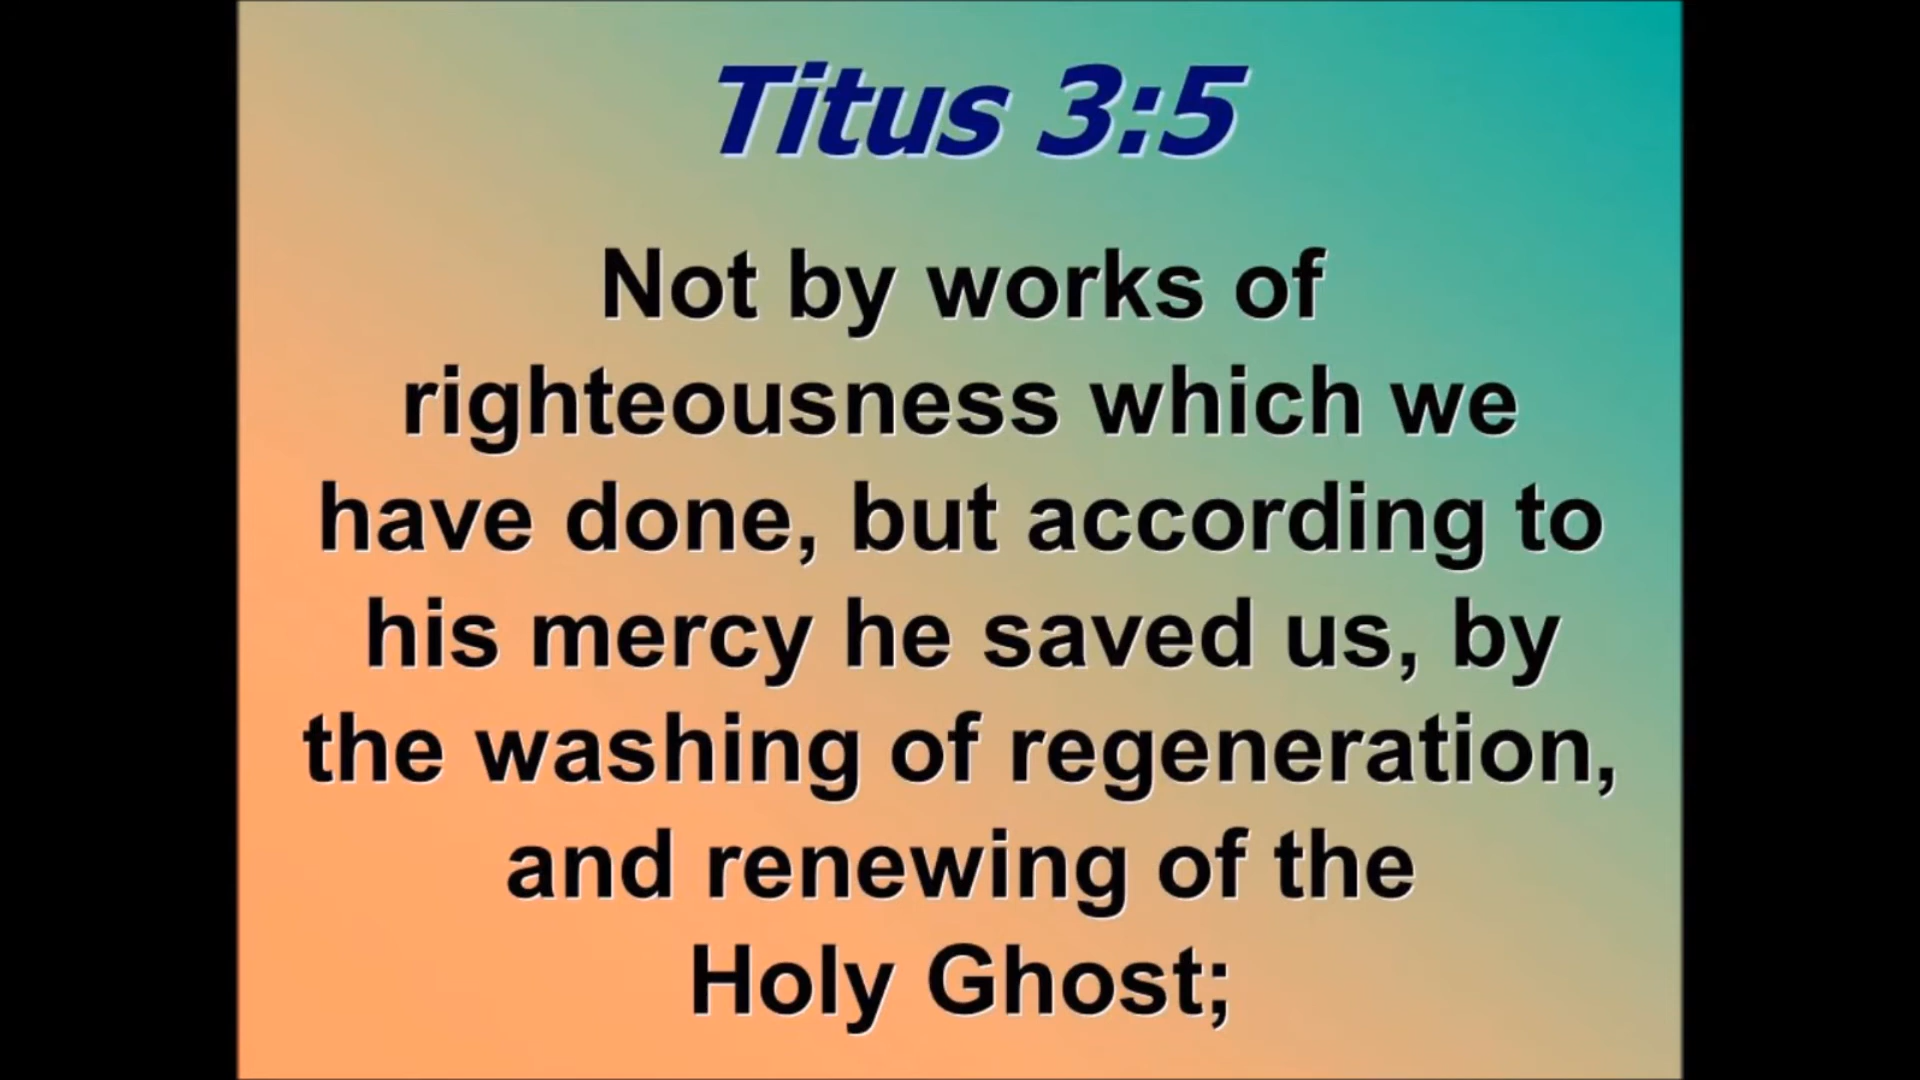 Titus 3:5
Not by works of
righteousness which we
have done, but according to
his mercy he saved us, by
the washing of regeneration,
and renewing of the
Holy Ghost;